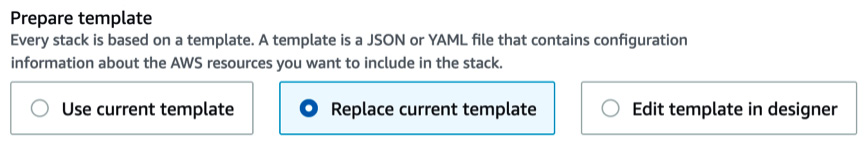 Prepare template
Every stack is based on a template. A template is a JSON or YAML file that contains configuration
information about the AWS resources you want to include in the stack.
Use current template
Replace current template
Edit template in designer